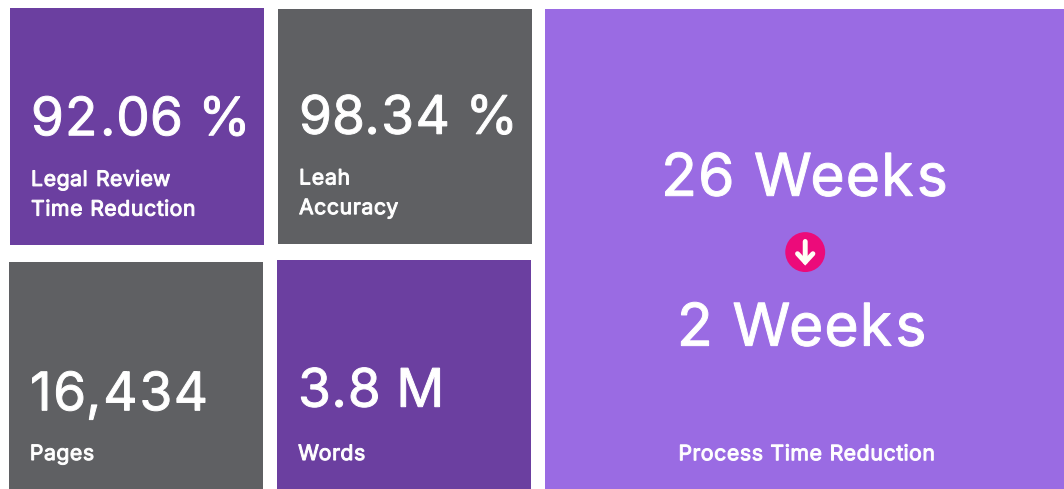 92.06 %
Legal Review
Time Reduction
98.34 %
Leah
Accuracy
16,434
Pages
3.8 M
Words
26 Weeks
2 Weeks
Process Time Reduction